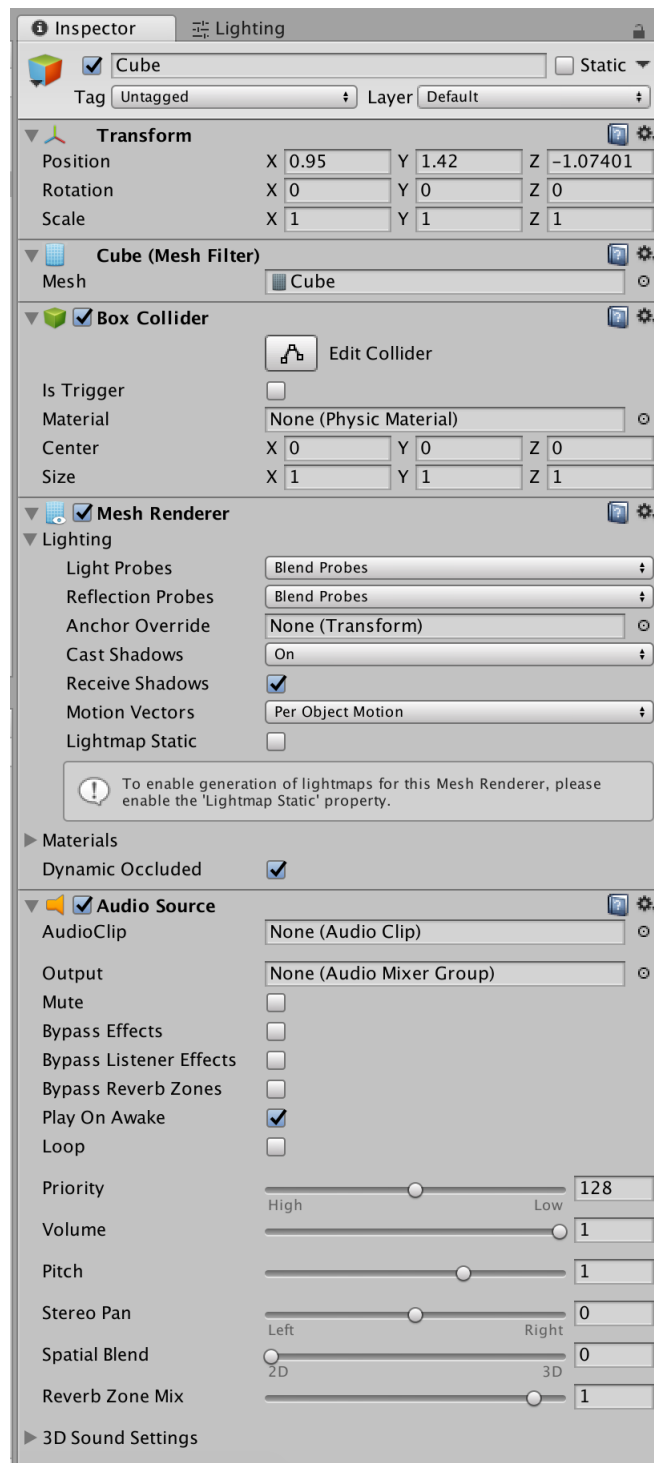 Inspector Lighting
Cube Static
Tag Untagged Layer Default
Transform
Position X 0.95 Y 1.42 Z -1.07401
Rotation X 0 Y 0 Z 0
Scale X 1 Y 1 Z 1
Cube (Mesh Filter)
Mesh Cube
Box Collider
Edit Collider
Is Trigger
Material None (Physic Material)
Center X 0 Y 0 Z 0
Size X 1 Y 1 Z 1
Mesh Renderer
Lighting
Light Probes Blend Probes
Reflection Probes Blend Probes
Anchor Override None (Transform)
Cast Shadows On
Receive Shadows
Motion Vectors Per Object Motion
Lightmap Static
To enable generation of lightmaps for this Mesh Renderer, please
enable the 'Lightmap Static' property.
Materials
Dynamic Occluded
Audio Source
AudioClip None (Audio Clip)
Output None (Audio Mixer Group)
Mute
Bypass Effects
Bypass Listener Effects
Bypass Reverb Zones
Play On Awake
Loop
Priority 128
High Low
Volume 1
Pitch 1
Stereo Pan 0
Left Right
Spatial Blend 0
2D 3D
Reverb Zone Mix 1
3D Sound Settings